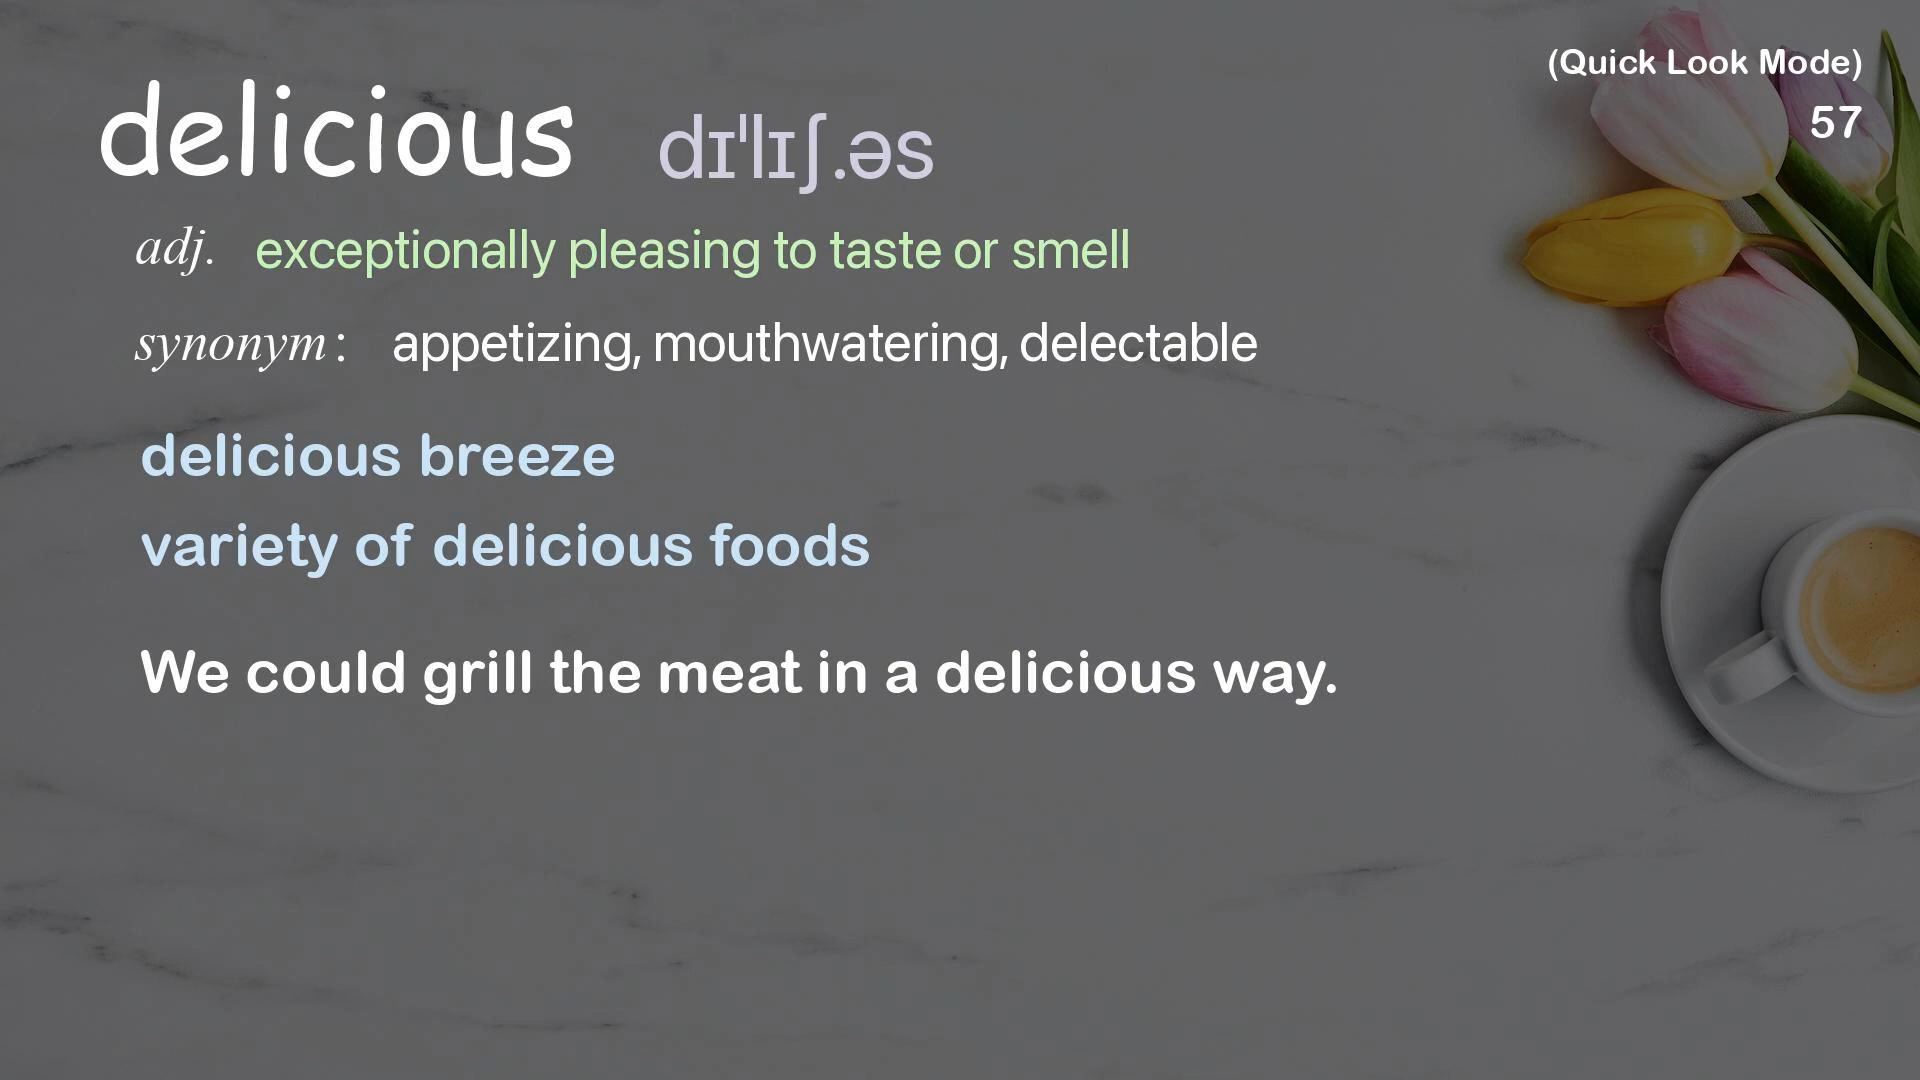 (Quick Look Mode)
57
delicious dɪˈlɪʃ.əs
adj. exceptionally pleasing to taste or smell
synonym: appetizing, mouthwatering, delectable
delicious breeze
variety of delicious foods
We could grill the meat in a delicious way.